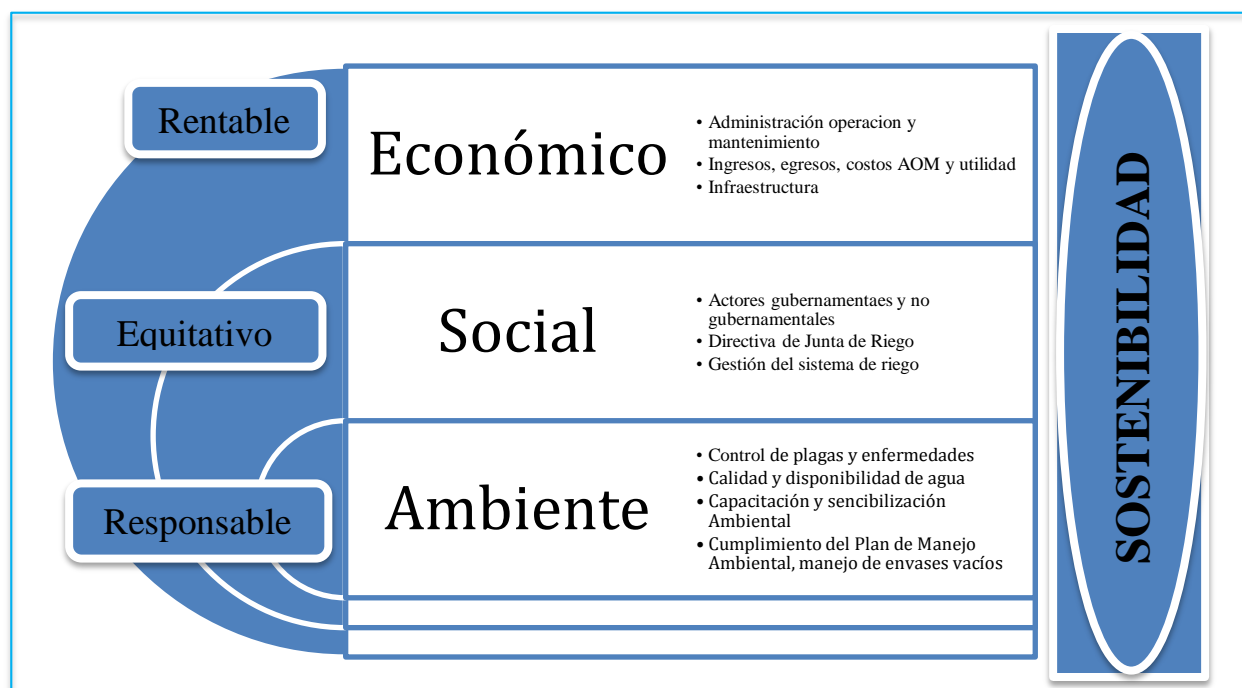 Rentable
Económico
• Administración operacion y
mantenimiento
• Ingresos, egresos, costos AOM y utilidad
• Infraestructura
Equitativo
Social
• Actores gubernamentaes y no
gubernamentales
• Directiva de Junta de Riego
• Gestión del sistema de riego
Responsable
Ambiente
• Control de plagas y enfermedades
• Calidad y disponibilidad de agua
• Capacitación y sencibilización
Ambiental
• Cumplimiento del Plan de Manejo
Ambiental, manejo de envases vacíos
SOSTENIBILIDAD